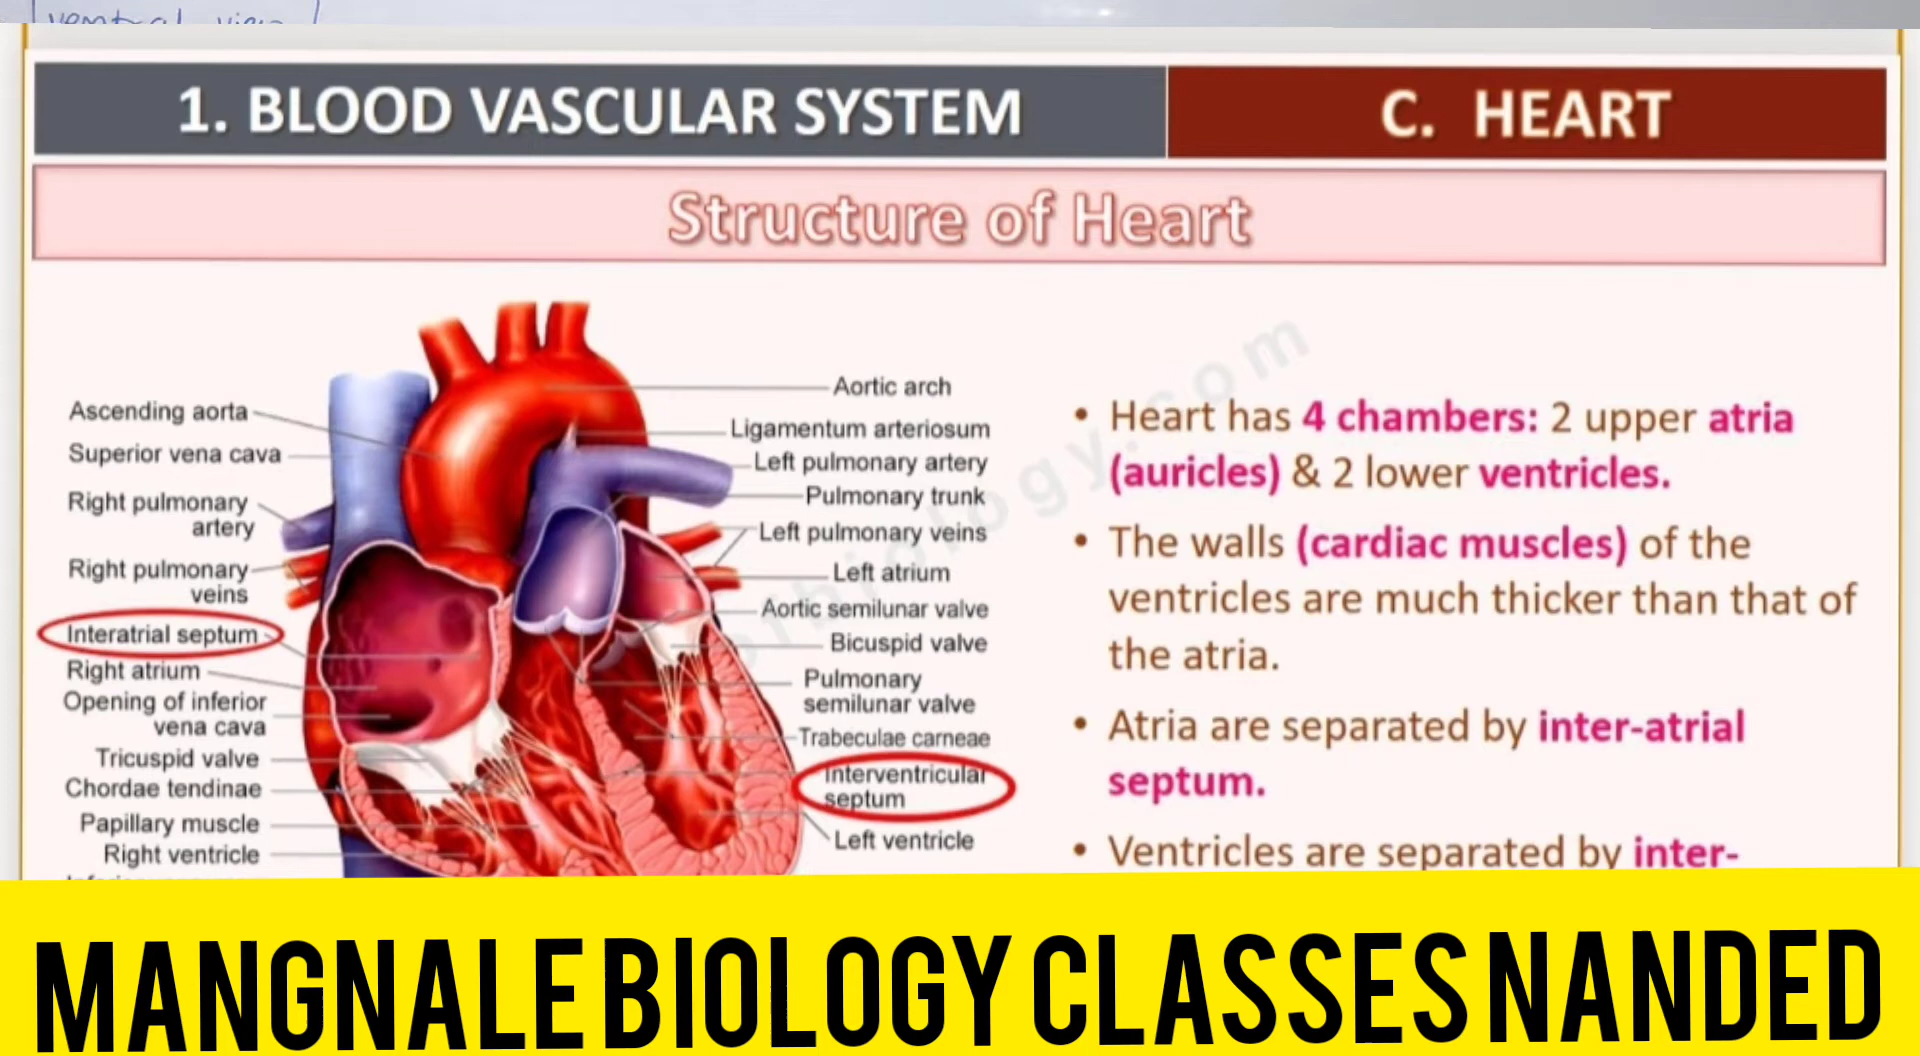 ventral view
1. BLOOD VASCULAR SYSTEM
C. HEART
Structure of Heart
Ascending aorta
Superior vena cava
Right pulmonary
artery
Right pulmonary
veins
Interatrial septum
Right atrium
Opening of inferior
vena cava
Tricuspid valve
Chordae tendinae
Papillary muscle
Right ventricle
Aortic arch
Ligamentum arteriosum
Left pulmonary artery
Pulmonary trunk
Left pulmonary veins
Left atrium
Aortic semilunar valve
Bicuspid valve
Pulmonary
semilunar valve
Trabeculae carneae
Interventricular
septum
Left ventricle
• Heart has 4 chambers: 2 upper atria
(auricles) & 2 lower ventricles.
• The walls (cardiac muscles) of the
ventricles are much thicker than that of
the atria.
• Atria are separated by inter-atrial
septum.
• Ventricles are separated by inter-
MANGNALE BIOLOGY CLASSES NANDED